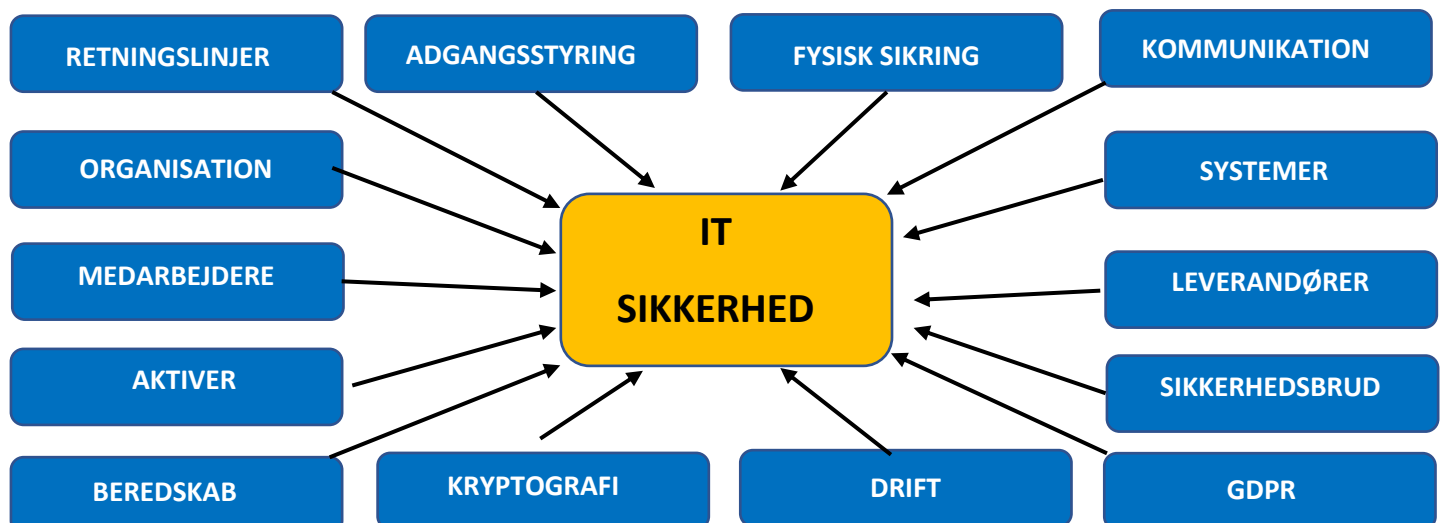 RETNINGSLINJER
ADGANGSSTYRING
FYSISK SIKRING
KOMMUNIKATION
ORGANISATION
SYSTEMER
IT
SIKKERHED
MEDARBEJDERE
LEVERANDØRER
AKTIVER
SIKKERHEDSBRUD
BEREDSKAB
KRYPTOGRAFI
DRIFT
GDPR